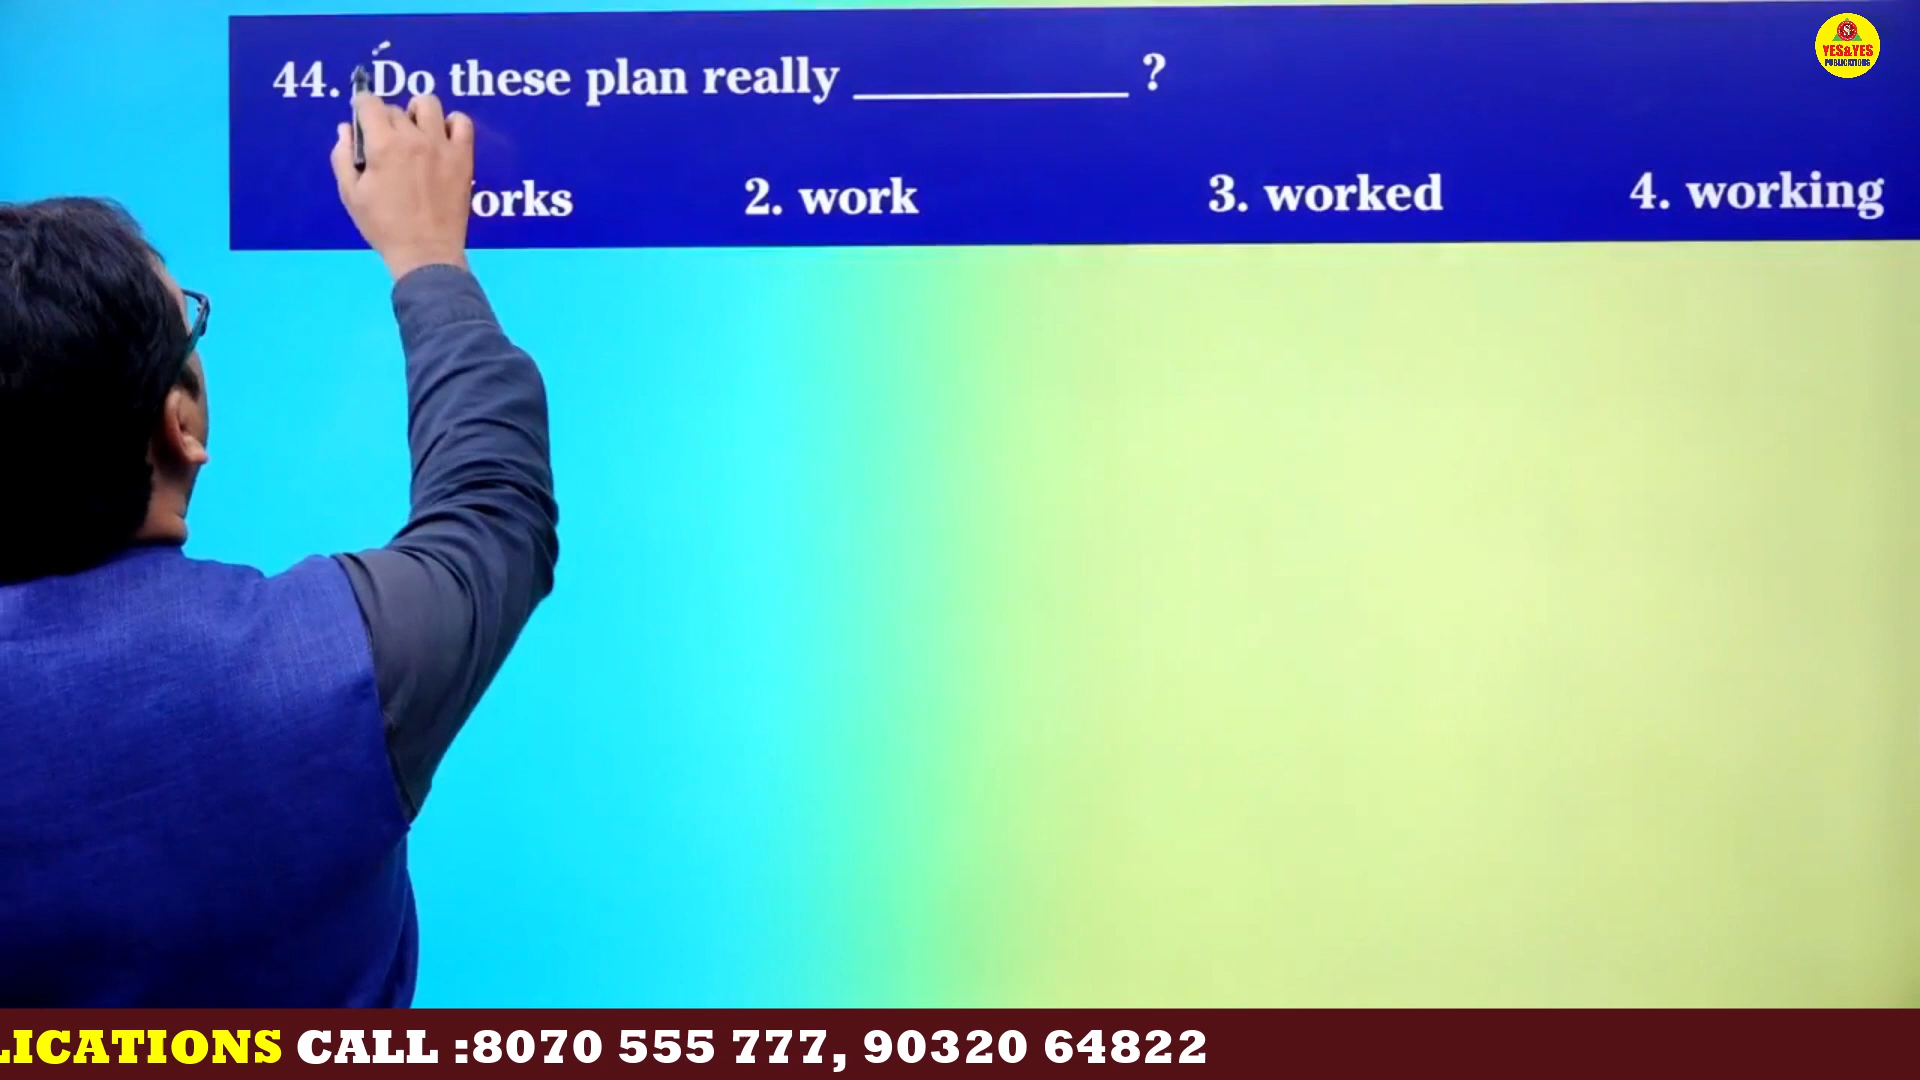 44. Do these plan really __________ ?
orks 2. work 3. worked 4. working
YES&YES
PUBLICATIONS
LICATIONS CALL :8070 555 777, 90320 64822